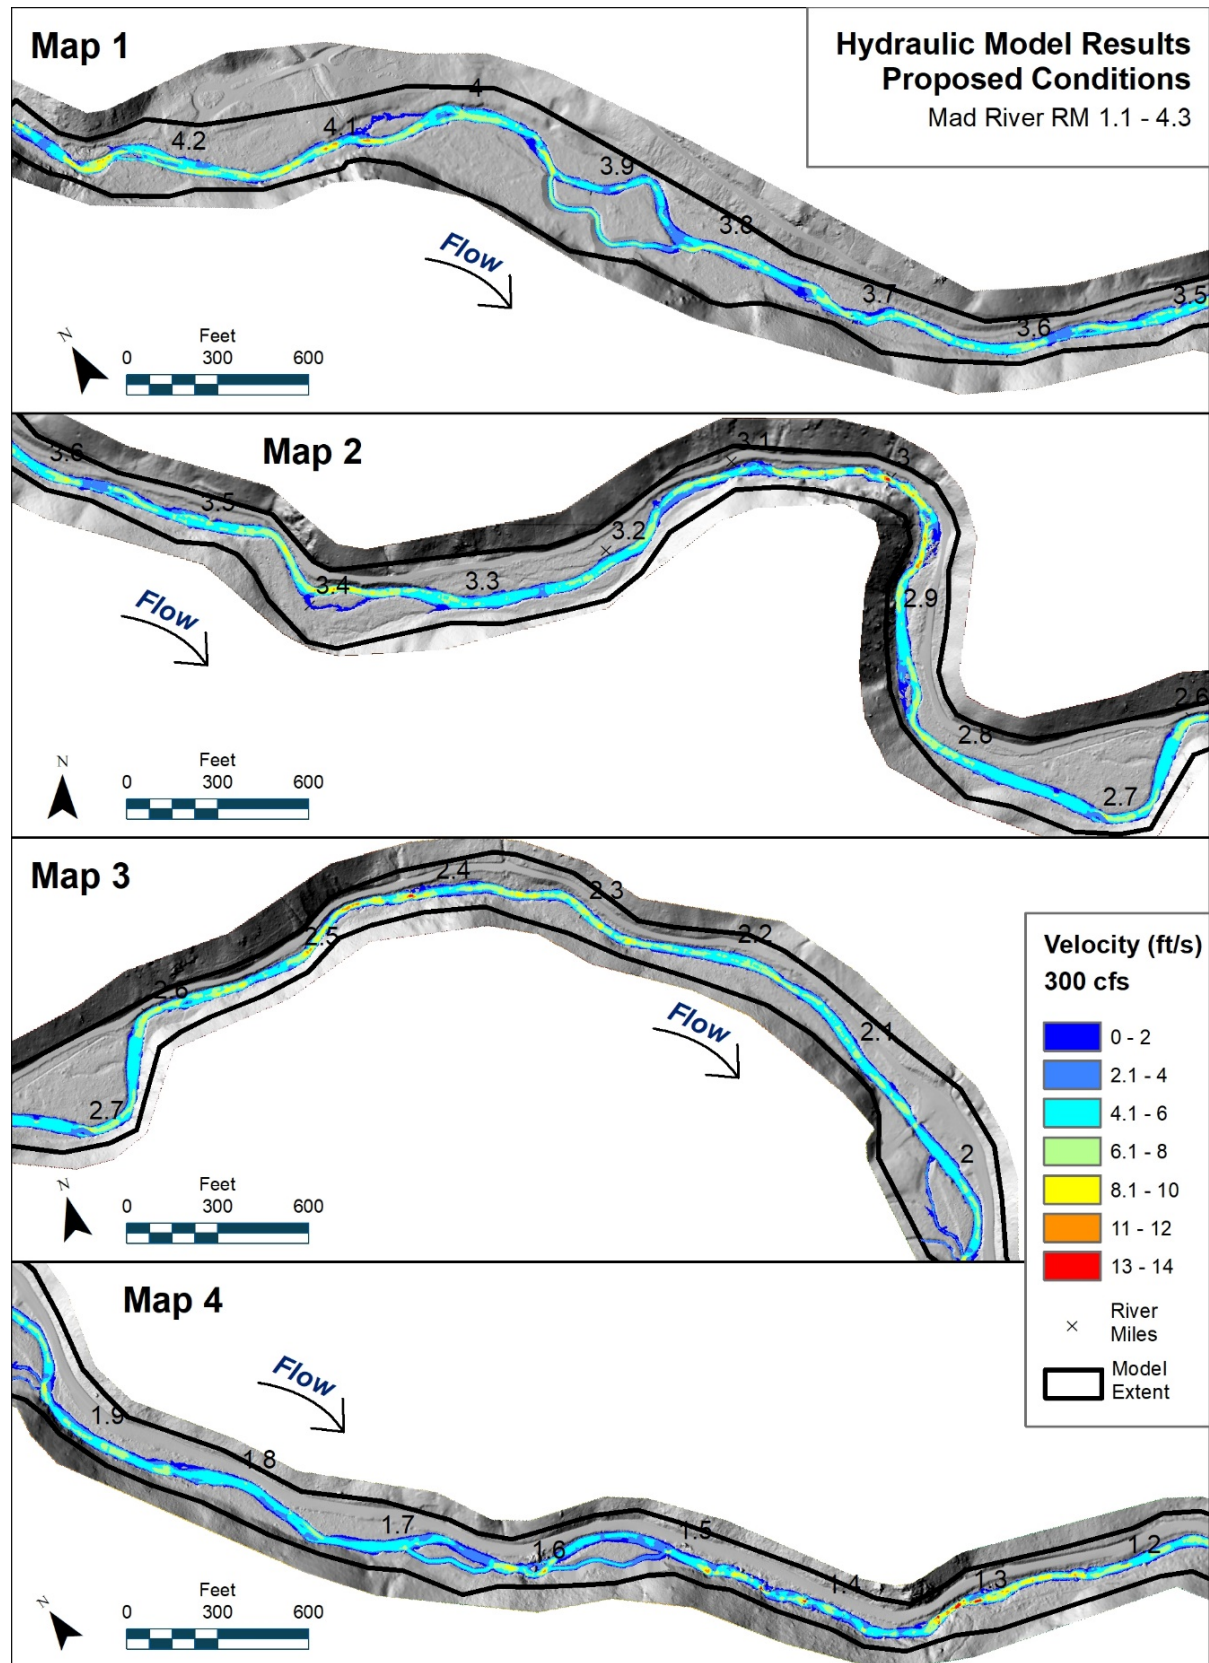 Map 1
Hydraulic Model Results
Proposed Conditions
Mad River RM 1.1 - 4.3
4
4.1
4.2
3.9
3.8
3.7
3.6
3.5
Flow
N
Feet
0 300 600
Map 2
3.6
3.5
3.4
3.3
3.2
3.1
3
2.9
2.8
2.7
2.6
Flow
N
Feet
0 300 600
Map 3
2.7
2.6
2.5
2.4
2.3
2.2
2.1
2
Flow
N
Feet
0 300 600
Velocity (ft/s)
300 cfs
0 - 2
2.1 - 4
4.1 - 6
6.1 - 8
8.1 - 10
11 - 12
13 - 14
River
Miles
Model
Extent
Map 4
Flow
1.9
1.8
1.7
1.6
1.5
1.4
1.3
1.2
N
Feet
0 300 600